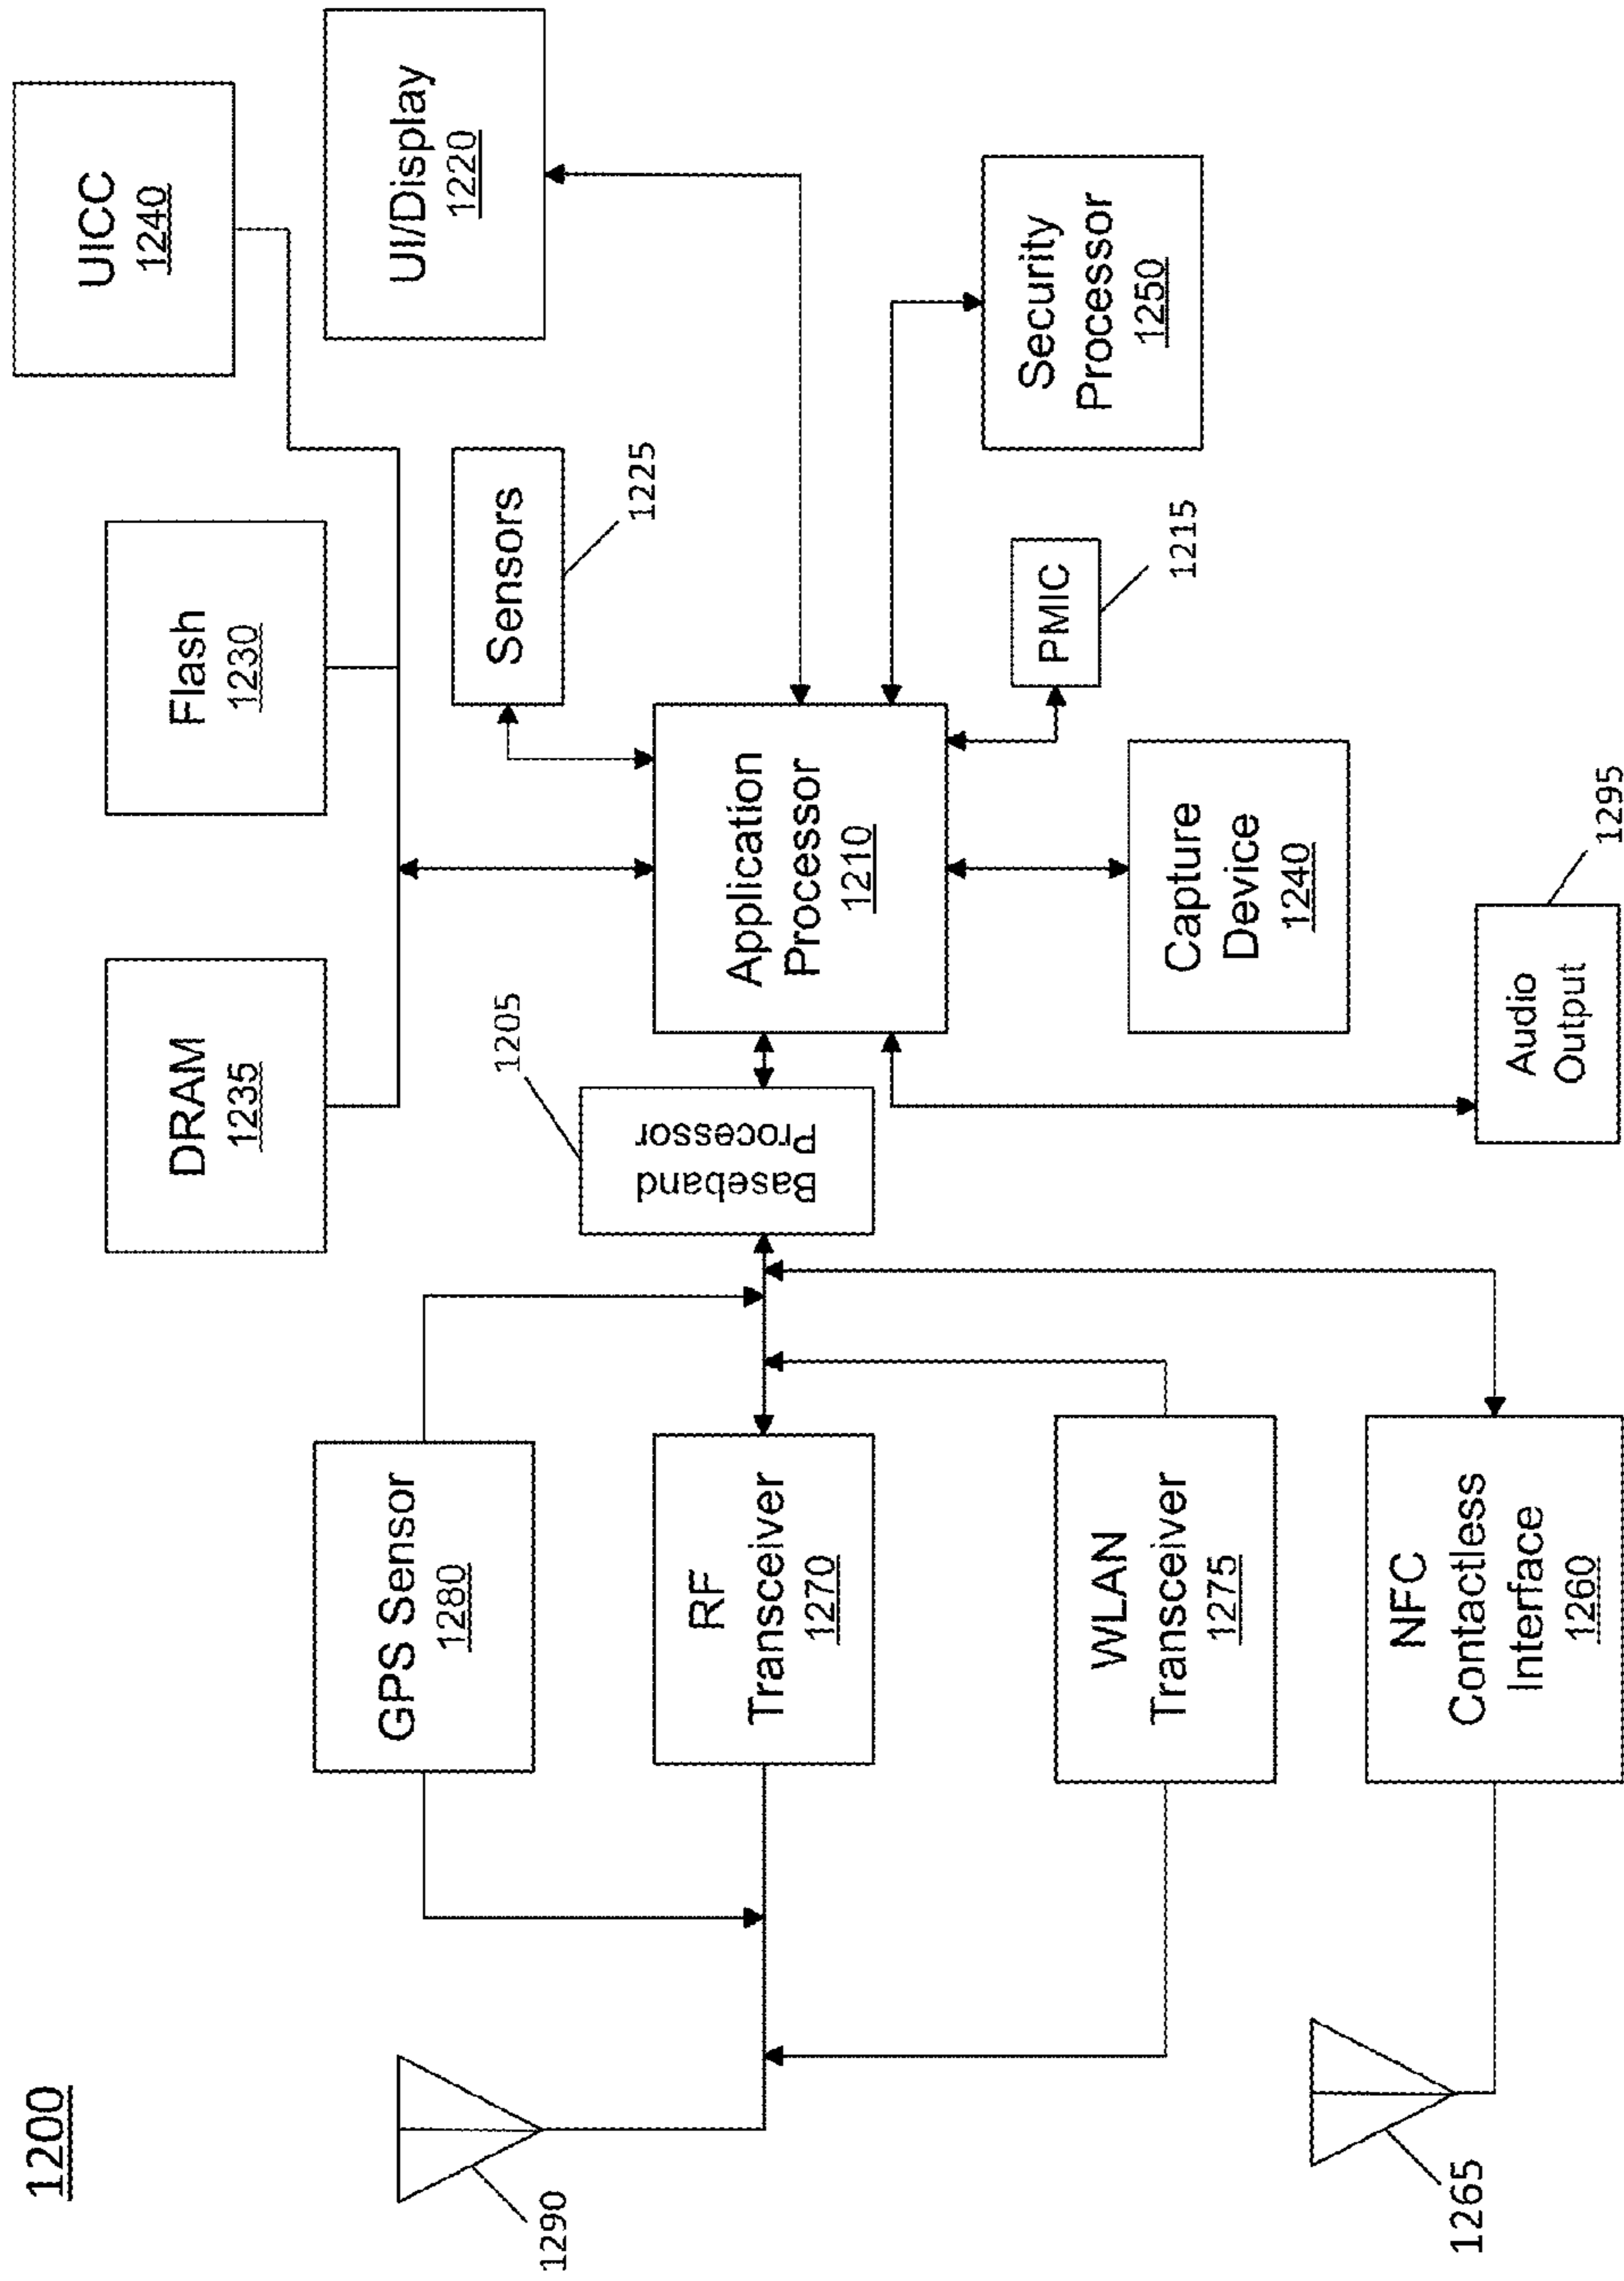 1200
UICC
1240
Flash
1230
DRAM
1235
UI/Display
1220
Sensors
1225
GPS Sensor
1280
1290
1205
Baseband
Processor
Application
Processor
1210
RF
Transceiver
1270
Security
Processor
1250
PMIC
1215
Capture
Device
1240
WLAN
Transceiver
1275
Audio
Output
1295
NFC
Contactless
Interface
1260
1265